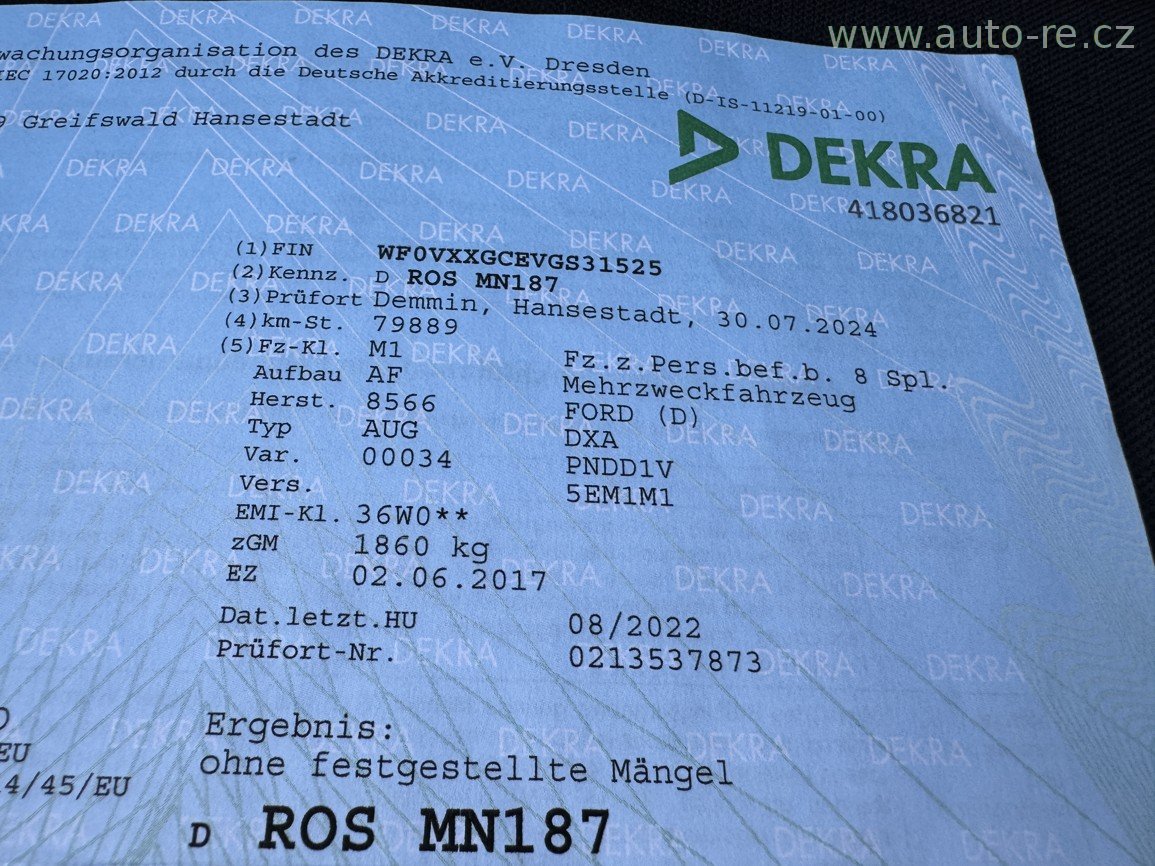 www.auto-re.cz
wachungsorganisation des DEKRA e.V. Dresden
IEC 17020:2012 durch die Deutsche Akkreditierungsstelle (D-IS-11219-01-00)
9 Greifswald Hansestadt
DEKRA
418036821
(1)FIN WF0VXXGCEVGS31525
(2)Kennz. D ROS MN187
(3)Prüfort Demmin, Hansestadt, 30.07.2024
(4)km-St. 79889
(5)Fz-Kl. M1 Fz.z.Pers.bef.b. 8 Spl.
Aufbau AF Mehrzweckfahrzeug
Herst. 8566 FORD (D)
Typ AUG DXA
Var. 00034 PNDD1V
Vers. 5EM1M1
EMI-Kl. 36W0**
zGM 1860 kg
EZ 02.06.2017
Dat.letzt.HU 08/2022
Prüfort-Nr. 0213537873
Ergebnis:
EU
ohne festgestellte Mängel
4/45/EU
D ROS MN187